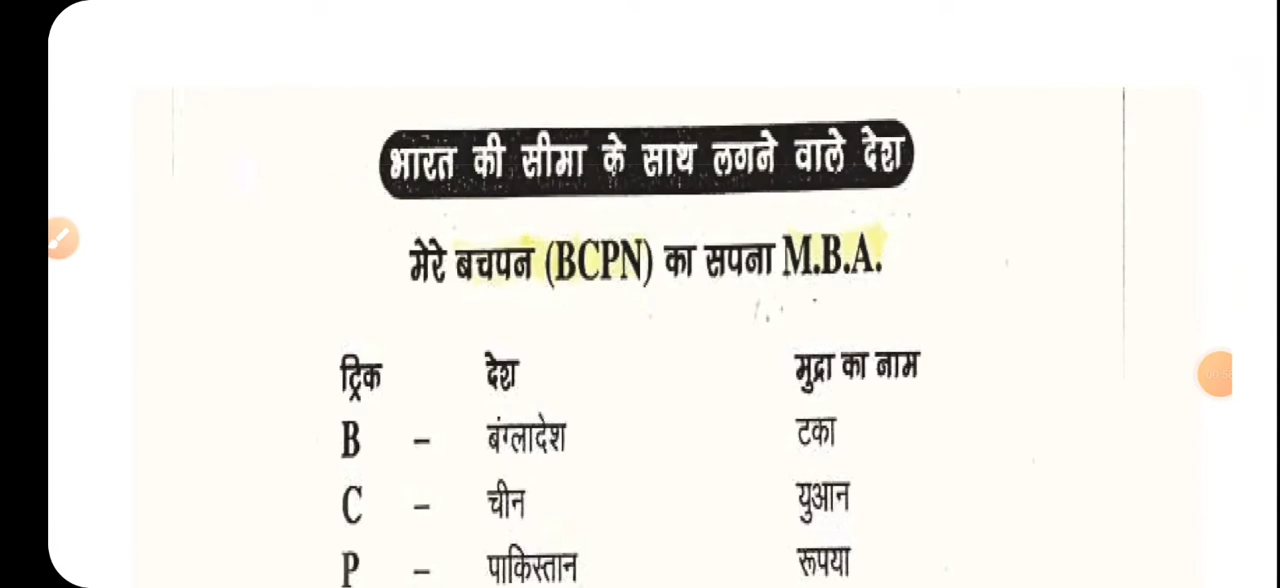 भारत की सीमा के साथ लगने वाले देश
मेरे बचपन (BCPN) का सपना M.B.A.
ट्रिक देश मुद्रा का नाम
B – बंग्लादेश टका
C – चीन युआन
P – पाकिस्तान रूपया